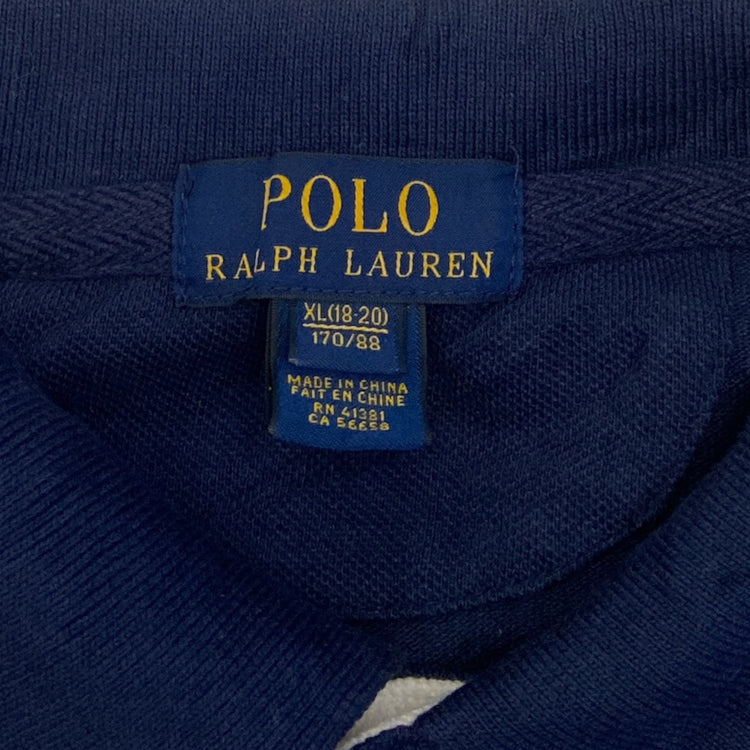 POLO
RALPH LAUREN
XL(18-20)
170/88
MADE IN CHINA
FAIT EN CHINE
RN 41381
CA 56658